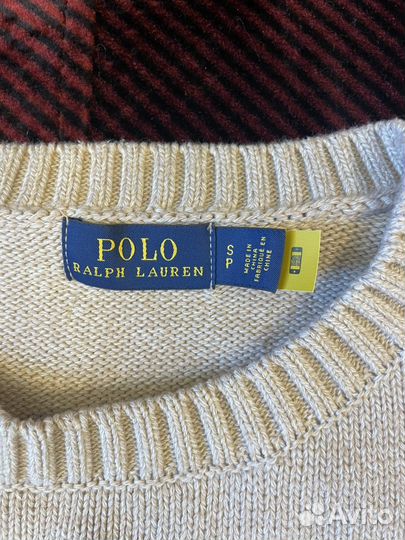 POLO
RALPH LAUREN
S
P
MADE IN
CHINA
FABRIQUÉ EN
CHINE
Avito